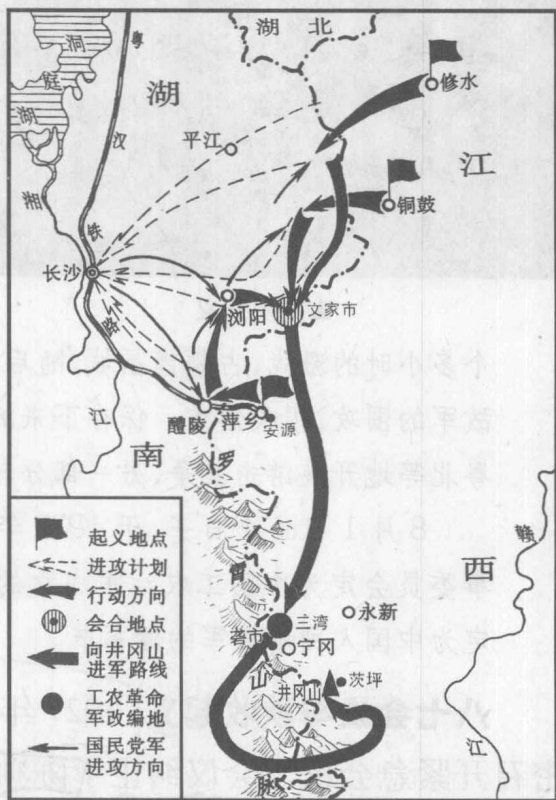 湖北
洞
庭
湖
粤
汉
铁
路
湖
南
湘
江
平江
修水
江
西
铜鼓
长沙
浏阳
文家市
醴陵
萍乡
安源
罗
霄
山
脉
三湾
永新
宁冈
茨坪
井冈山
赣
江
起义地点
进攻计划
行动方向
会合地点
向井冈山
进军路线
工农革命
军改编地
国民党军
进攻方向